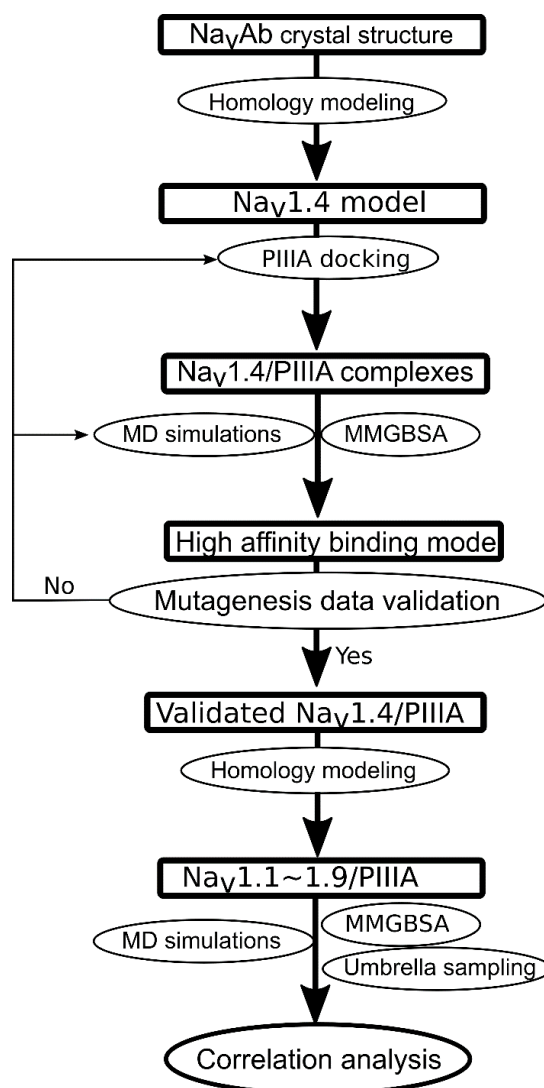 NavAb crystal structure
Homology modeling
Nav1.4 model
PIIIA docking
Nav1.4/PIIIA complexes
MD simulations
MMGBSA
High affinity binding mode
No
Mutagenesis data validation
Yes
Validated Nav1.4/PIIIA
Homology modeling
Nav1.1~1.9/PIIIA
MMGBSA
MD simulations
Umbrella sampling
Correlation analysis